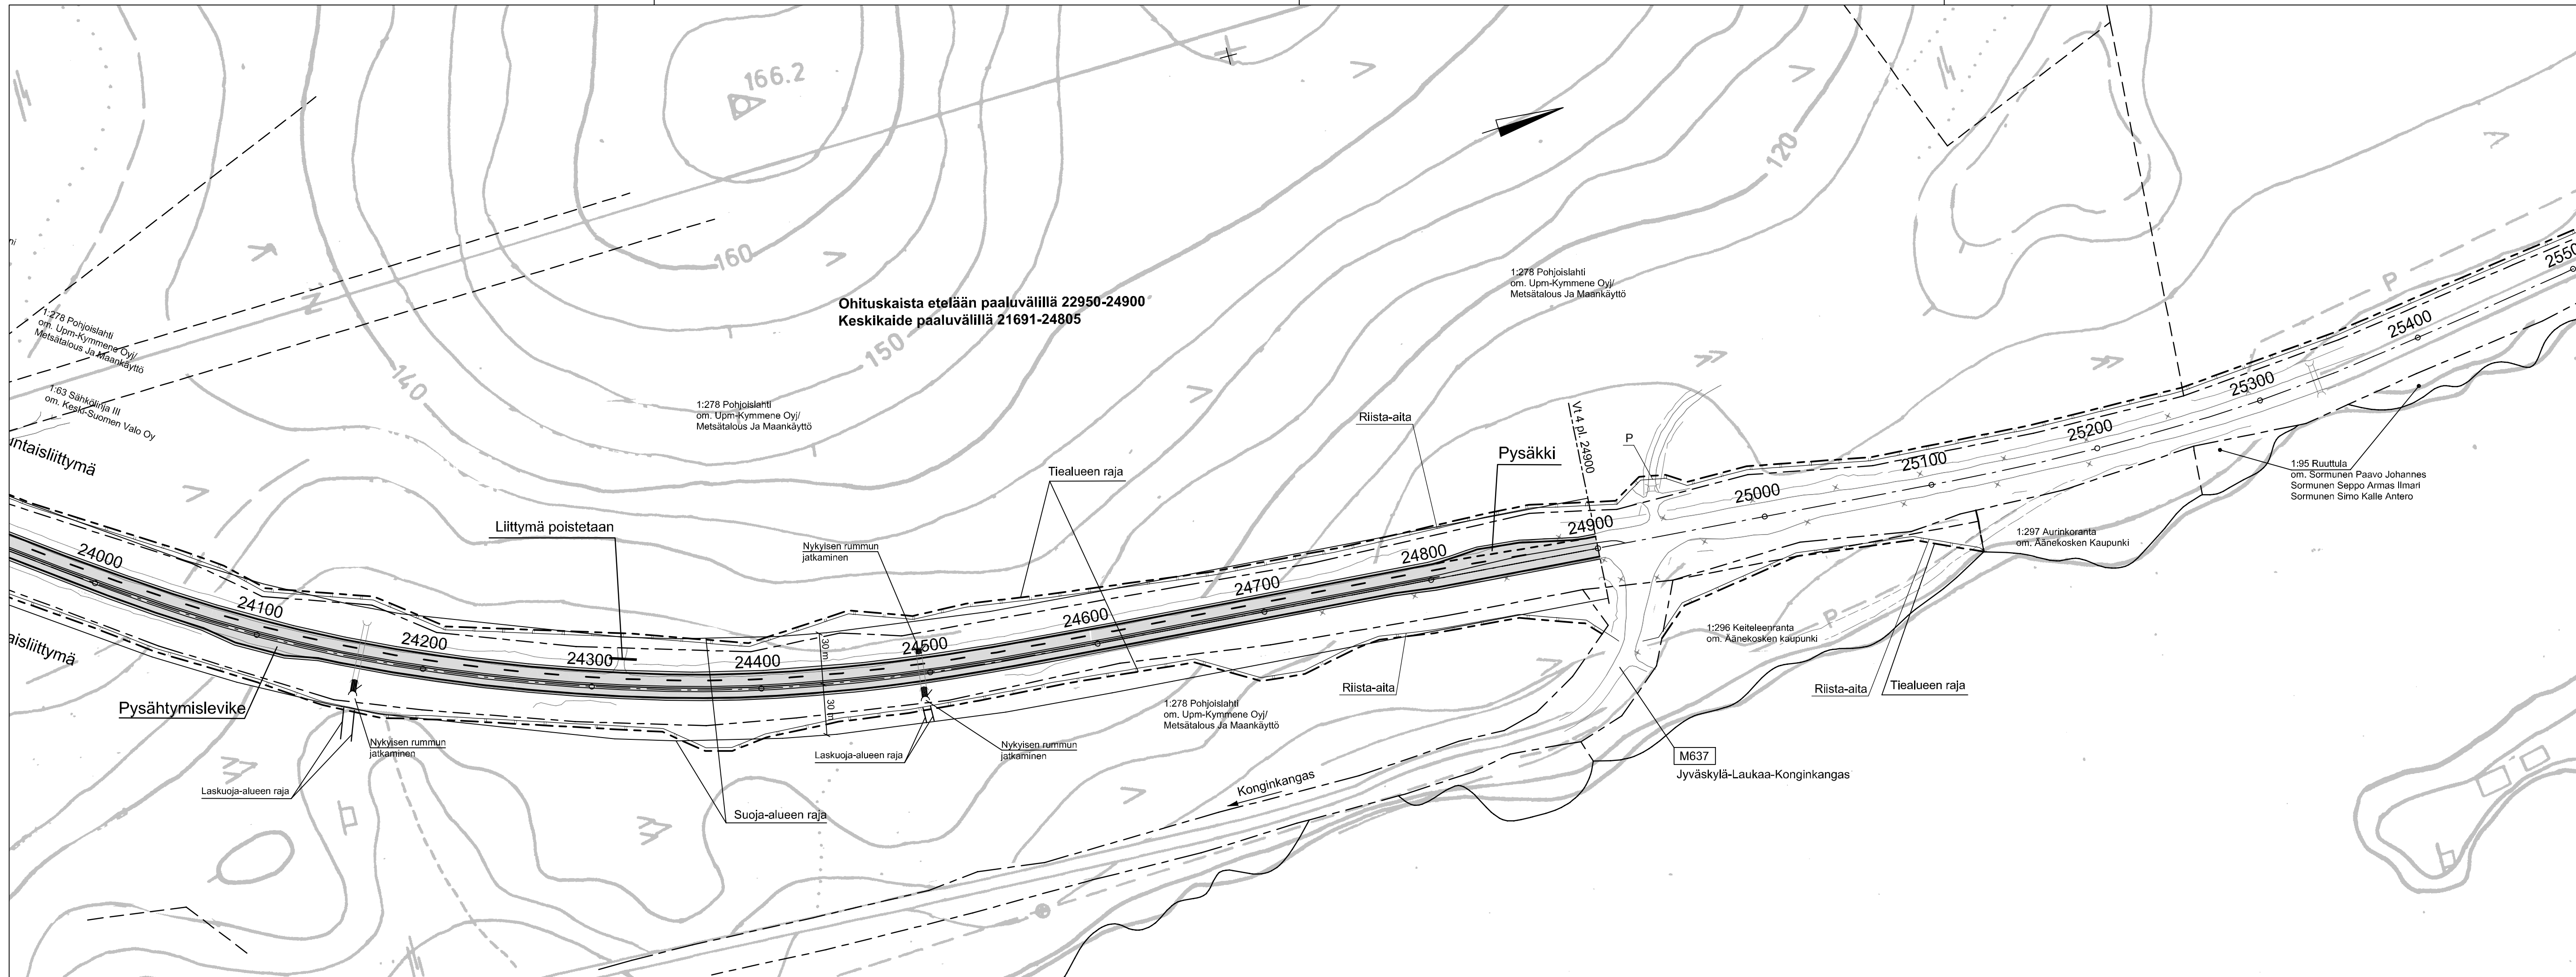 166.2
160
150
140
120
Ohituskaista etelään paaluvälillä 22950-24900
Keskikaide paaluvälillä 21691-24805
1:278 Pohjoislahti
om. Upm-Kymmene Oyj/
Metsätalous Ja Maankäyttö
1:278 Pohjoislahti
om. Upm-Kymmene Oyj/
Metsätalous Ja Maankäyttö
1:63 Sähkölinja III
om. Keski-Suomen Valo Oy
1:278 Pohjoislahti
om. Upm-Kymmene Oyj/
Metsätalous Ja Maankäyttö
untaisliittymä
aisliittymä
Riista-aita
Pysäkki
Vt 4 pl. 24900
P
P
Tiealueen raja
Liittymä poistetaan
Nykyisen rummun
jatkaminen
24000
24100
24200
24300
24400
24500
24600
24700
24800
24900
25000
25100
25200
25300
25400
2550
30 m
30 m
1:95 Ruuttula
om. Sormunen Paavo Johannes
Sormunen Seppo Armas Ilmari
Sormunen Simo Kalle Antero
1:297 Aurinkoranta
om. Äänekosken Kaupunki
P
1:296 Keiteleenranta
om. Äänekosken kaupunki
Riista-aita
Tiealueen raja
Riista-aita
1:278 Pohjoislahti
om. Upm-Kymmene Oyj/
Metsätalous Ja Maankäyttö
Pysähtymislevike
Nykyisen rummun
jatkaminen
Laskuoja-alueen raja
Laskuoja-alueen raja
Nykyisen rummun
jatkaminen
Suoja-alueen raja
Konginkangas
M637
Jyväskylä-Laukaa-Konginkangas